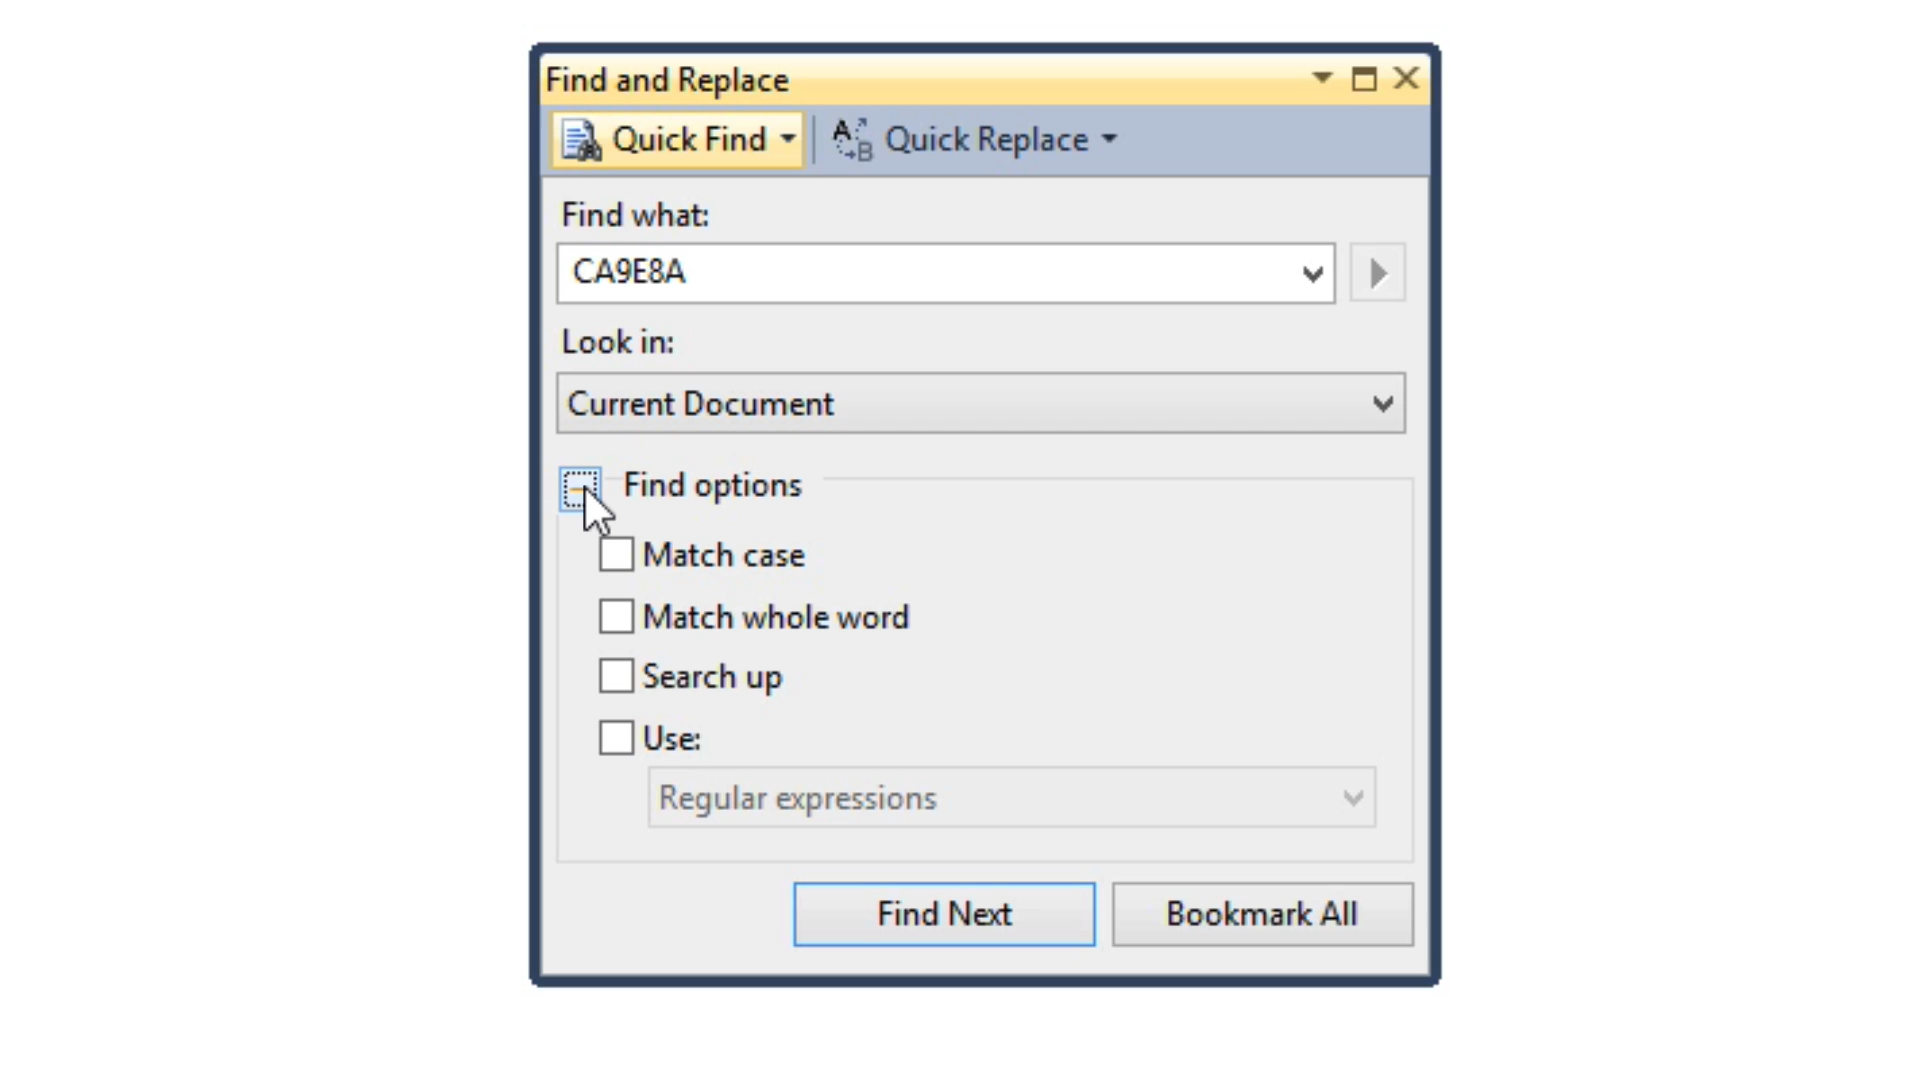 Find and Replace
Quick Find
Quick Replace
Find what:
CA9E8A
Look in:
Current Document
Find options
Match case
Match whole word
Search up
Use:
Regular expressions
Find Next
Bookmark All